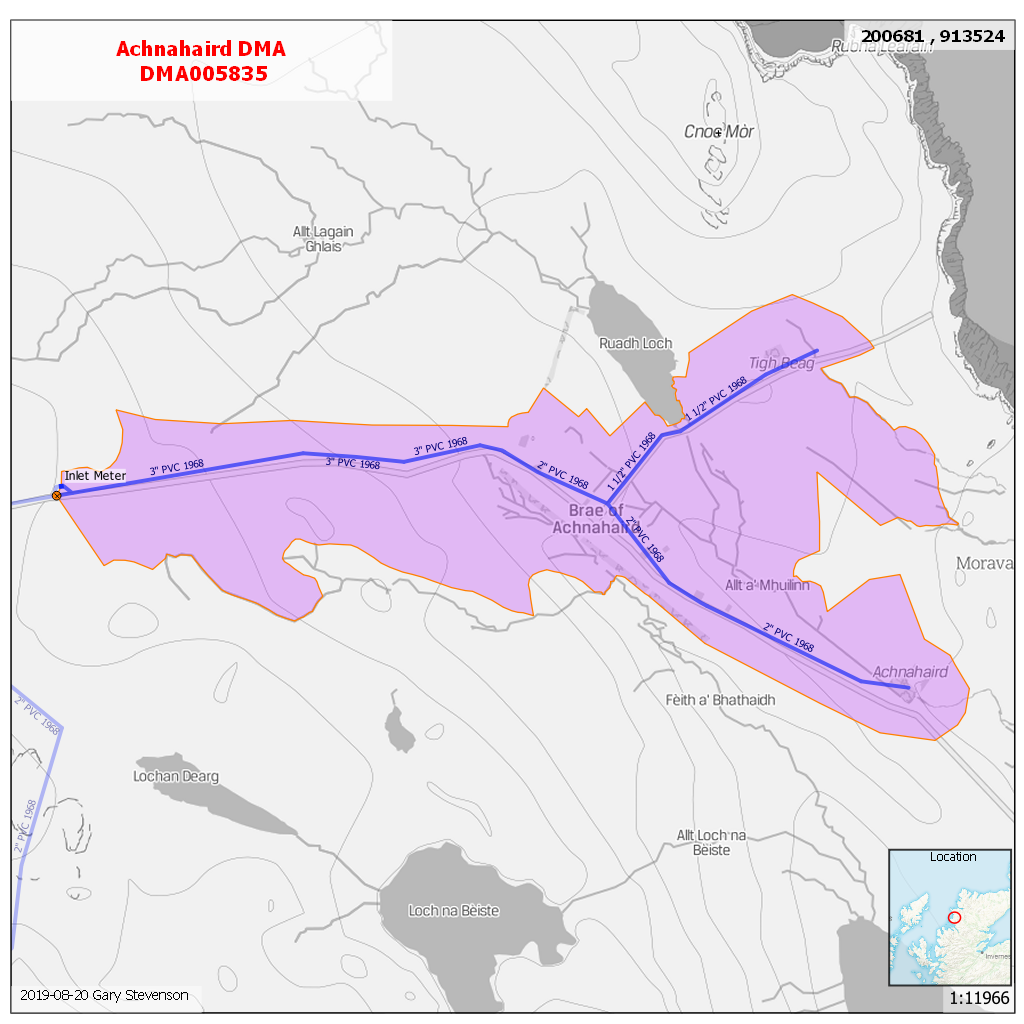 Achnahaird DMA
DMA005835
200681 , 913524
Rubha Learain
Cnoc Mòr
Allt Lagain
Ghlais
Ruadh Loch
Tigh Beag
1 1/2" PVC 1968
1 1/2" PVC 1968
3" PVC 1968
3" PVC 1968
3" PVC 1968
2" PVC 1968
Inlet Meter
Brae of
Achnahaird
2" PVC 1968
Morava
Allt a' Mhuilinn
2" PVC 1968
Achnahaird
Fèith a' Bhathaidh
2" PVC 1968
2" PVC 1968
Lochan Dearg
Allt Loch na
Bèiste
Loch na Bèiste
Location
Invernes
2019-08-20 Gary Stevenson
1:11966